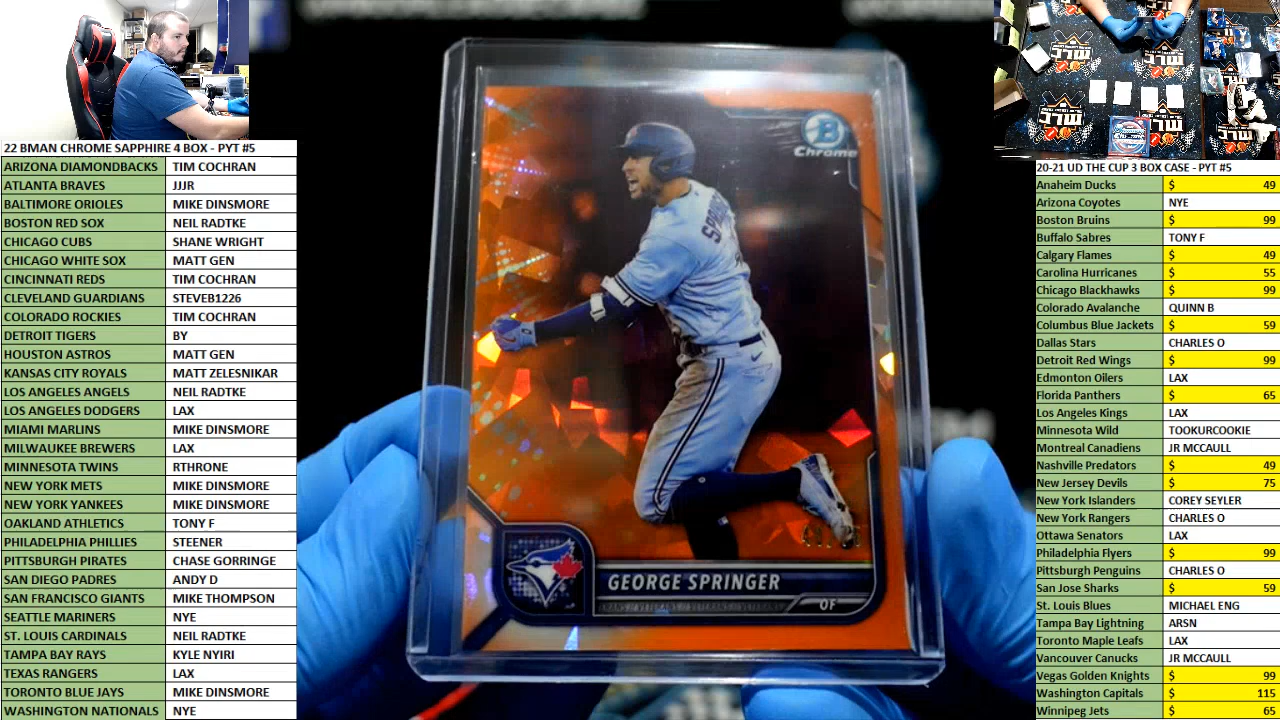 22 BMAN CHROME SAPPHIRE 4 BOX - PYT #5
ARIZONA DIAMONDBACKS TIM COCHRAN
ATLANTA BRAVES JJJR
BALTIMORE ORIOLES MIKE DINSMORE
BOSTON RED SOX NEIL RADTKE
CHICAGO CUBS SHANE WRIGHT
CHICAGO WHITE SOX MATT GEN
CINCINNATI REDS TIM COCHRAN
CLEVELAND GUARDIANS STEVEB1226
COLORADO ROCKIES TIM COCHRAN
DETROIT TIGERS BY
HOUSTON ASTROS MATT GEN
KANSAS CITY ROYALS MATT ZELESNIKAR
LOS ANGELES ANGELS NEIL RADTKE
LOS ANGELES DODGERS LAX
MIAMI MARLINS MIKE DINSMORE
MILWAUKEE BREWERS LAX
MINNESOTA TWINS RTHRONE
NEW YORK METS MIKE DINSMORE
NEW YORK YANKEES MIKE DINSMORE
OAKLAND ATHLETICS TONY F
PHILADELPHIA PHILLIES STEENER
PITTSBURGH PIRATES CHASE GORRINGE
SAN DIEGO PADRES ANDY D
SAN FRANCISCO GIANTS MIKE THOMPSON
SEATTLE MARINERS NYE
ST. LOUIS CARDINALS NEIL RADTKE
TAMPA BAY RAYS KYLE NYIRI
TEXAS RANGERS LAX
TORONTO BLUE JAYS MIKE DINSMORE
WASHINGTON NATIONALS NYE
B
Chrome
GEORGE SPRINGER
OF
20-21 UD THE CUP 3 BOX CASE - PYT #5
Anaheim Ducks $ 49
Arizona Coyotes NYE
Boston Bruins $ 99
Buffalo Sabres TONY F
Calgary Flames $ 49
Carolina Hurricanes $ 55
Chicago Blackhawks $ 99
Colorado Avalanche QUINN B
Columbus Blue Jackets $ 59
Dallas Stars CHARLES O
Detroit Red Wings $ 99
Edmonton Oilers LAX
Florida Panthers $ 65
Los Angeles Kings LAX
Minnesota Wild TOOKURCOOKIE
Montreal Canadiens JR MCCAULL
Nashville Predators $ 49
New Jersey Devils $ 75
New York Islanders COREY SEYLER
New York Rangers CHARLES O
Ottawa Senators LAX
Philadelphia Flyers $ 99
Pittsburgh Penguins CHARLES O
San Jose Sharks $ 59
St. Louis Blues MICHAEL ENG
Tampa Bay Lightning ARSN
Toronto Maple Leafs LAX
Vancouver Canucks JR MCCAULL
Vegas Golden Knights $ 99
Washington Capitals $ 115
Winnipeg Jets $ 65